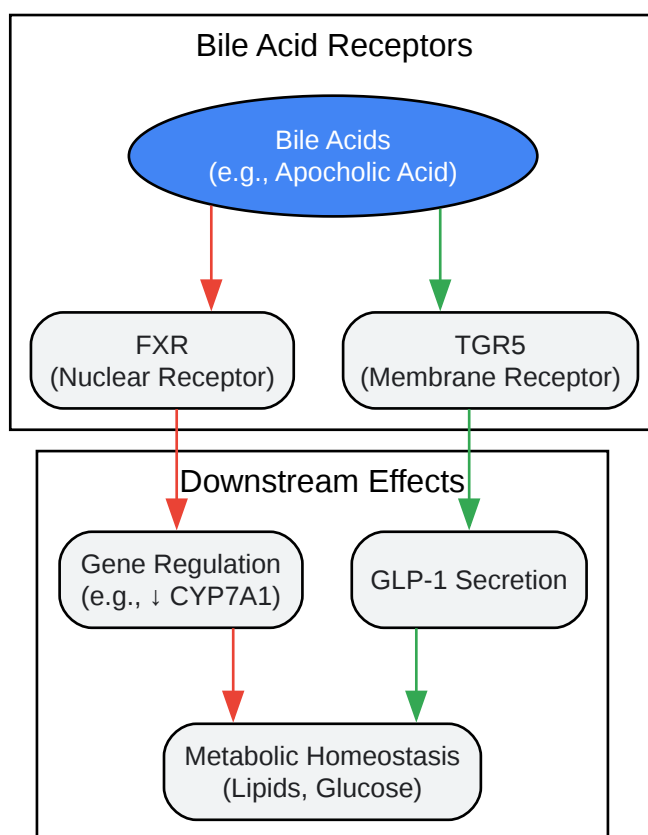 Bile Acid Receptors
Bile Acids
(e.g., Apocholic Acid)
FXR
(Nuclear Receptor)
TGR5
(Membrane Receptor)
Downstream Effects
Gene Regulation
(e.g., ↓ CYP7A1)
GLP-1 Secretion
Metabolic Homeostasis
(Lipids, Glucose)